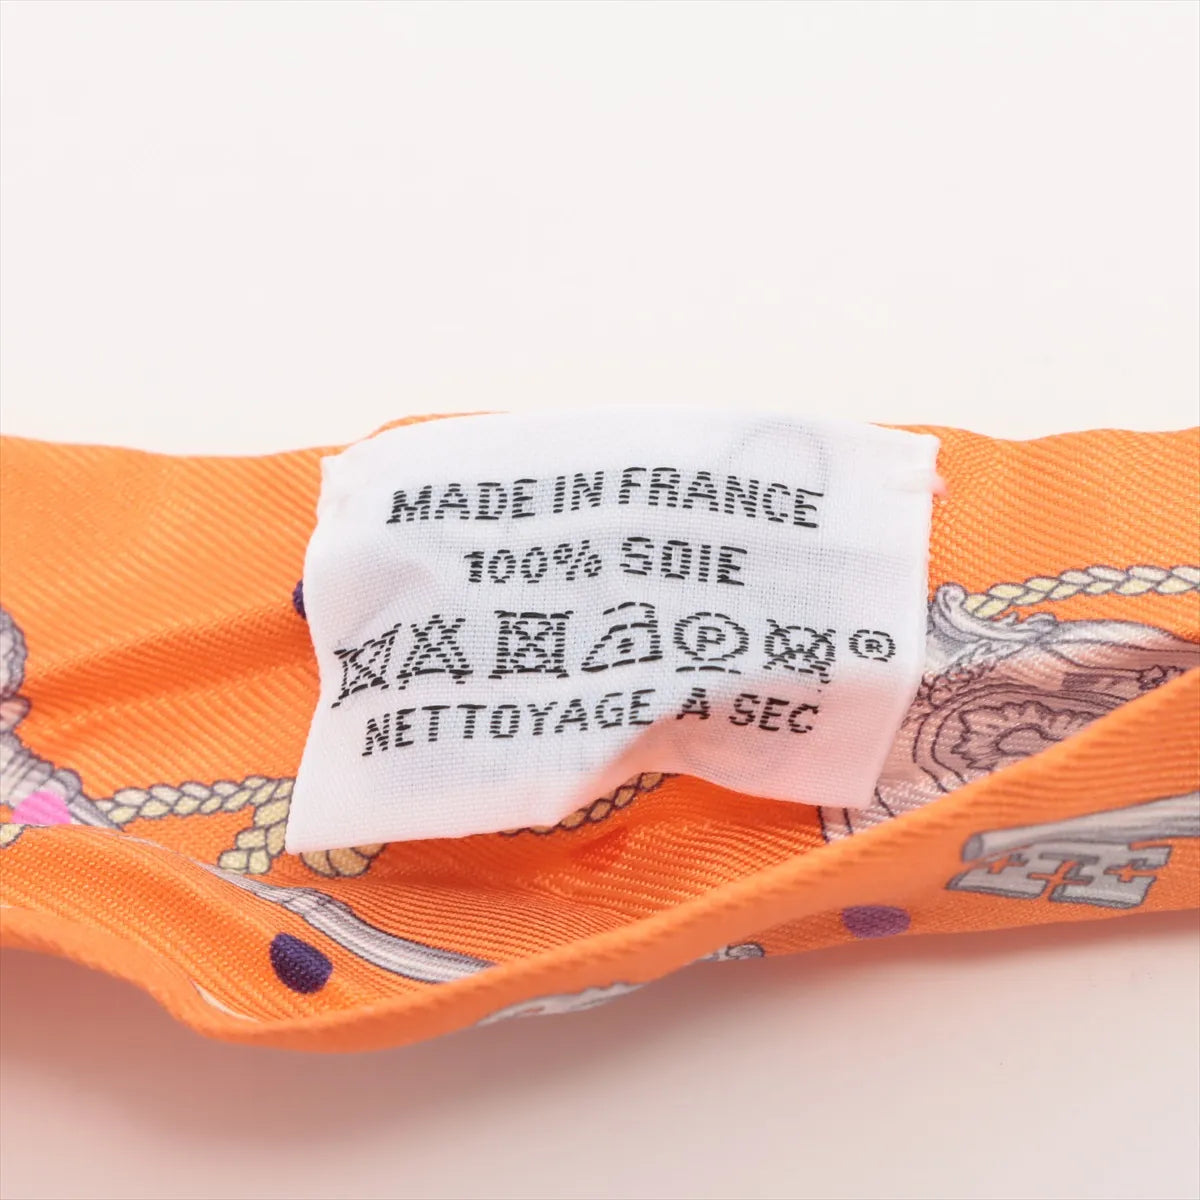 MADE IN FRANCE
100% SOIE
P ®
NETTOYAGE A SEC